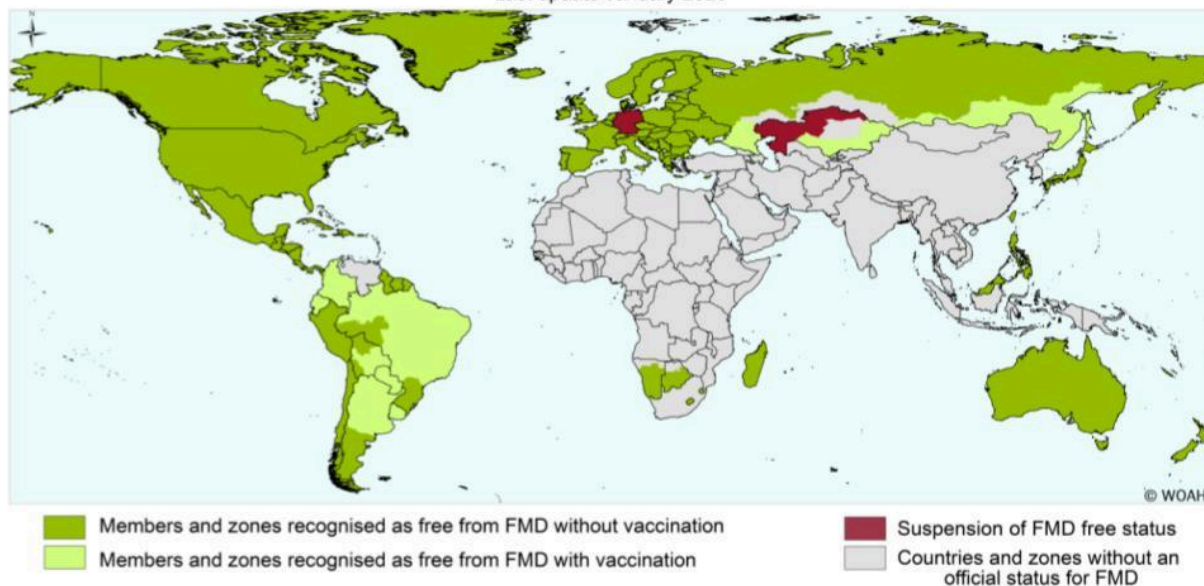 N
© WOAH
Members and zones recognised as free from FMD without vaccination
Members and zones recognised as free from FMD with vaccination
Suspension of FMD free status
Countries and zones without an
official status for FMD